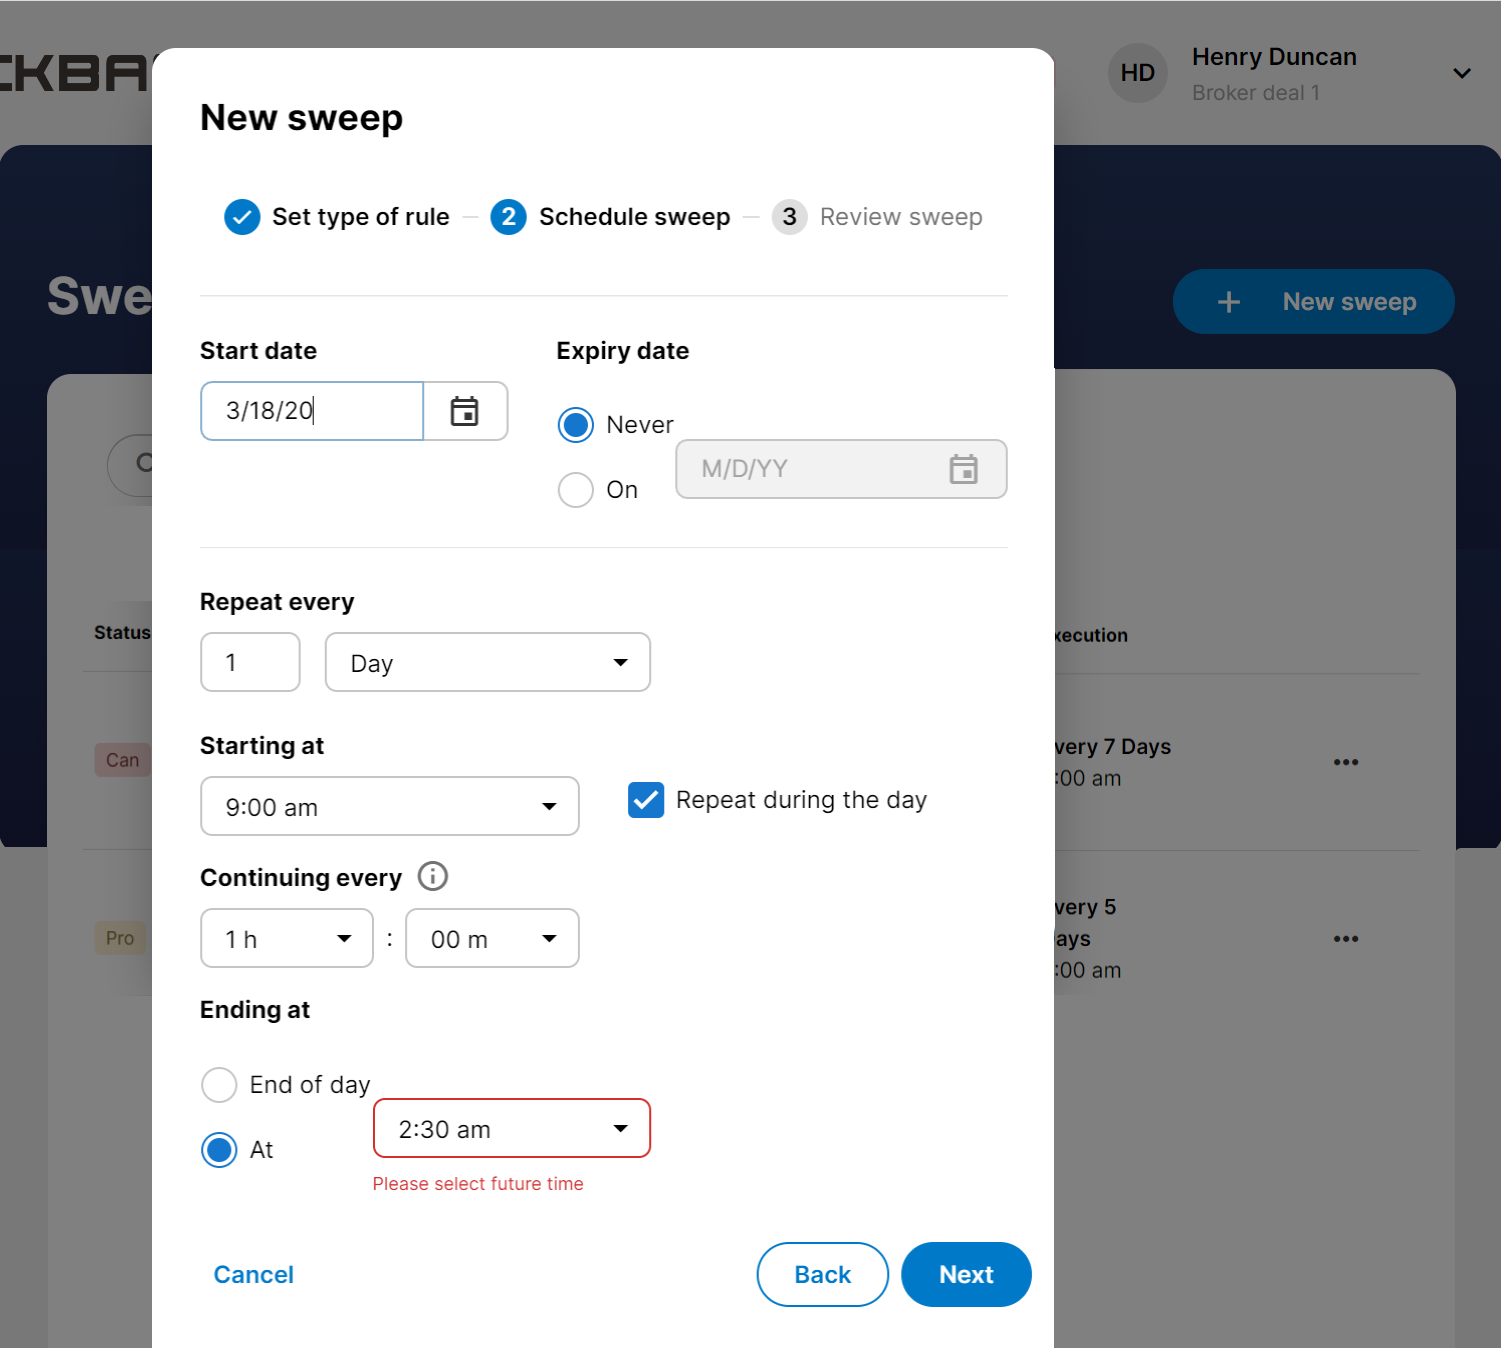 CKBA
HD
Henry Duncan
Broker deal 1
New sweep
Set type of rule
2 Schedule sweep
3 Review sweep
Swe
+ New sweep
Start date
Expiry date
3/18/20
Never
On
M/D/YY
Repeat every
Status
xecution
1
Day
Starting at
very 7 Days
Can
:00 am
9:00 am
Repeat during the day
Continuing every
very 5
Pro
1 h : 00 m
ays
:00 am
Ending at
End of day
At
2:30 am
Please select future time
Cancel
Back
Next